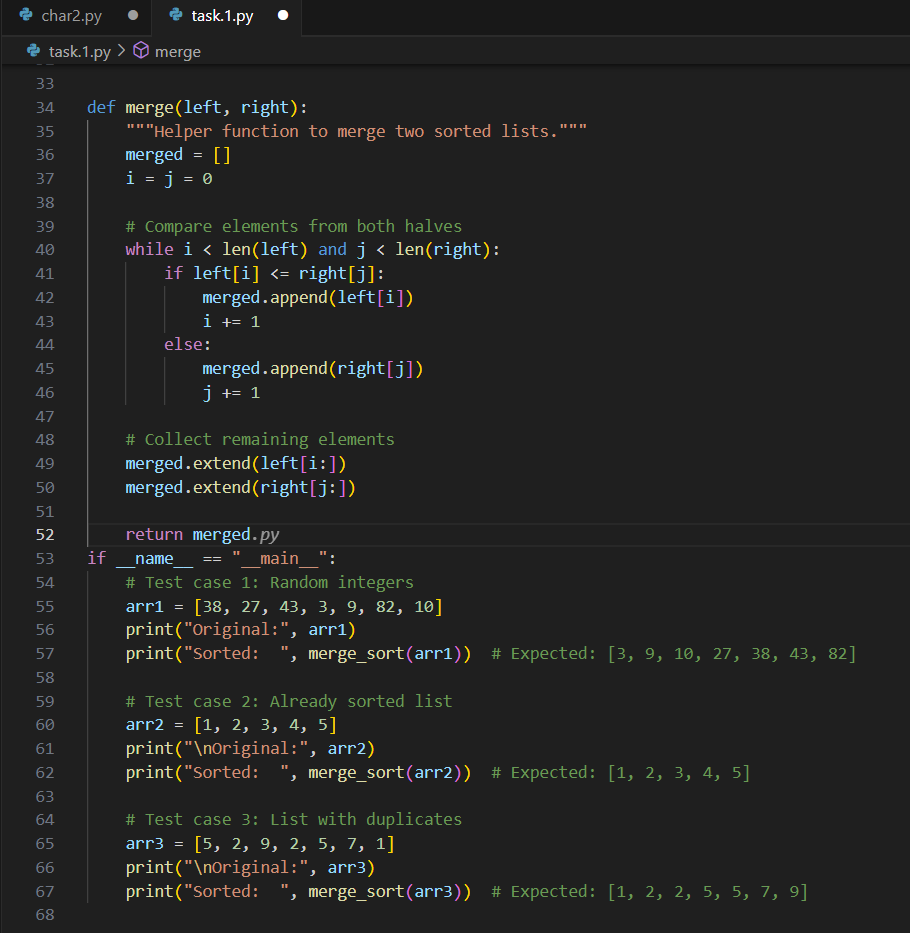 char2.py
task.1.py
task.1.py > merge
33
34 def merge(left, right):
35     """Helper function to merge two sorted lists."""
36     merged = []
37     i = j = 0
38
39     # Compare elements from both halves
40     while i < len(left) and j < len(right):
41         if left[i] <= right[j]:
42             merged.append(left[i])
43             i += 1
44         else:
45             merged.append(right[j])
46             j += 1
47
48     # Collect remaining elements
49     merged.extend(left[i:])
50     merged.extend(right[j:])
51
52     return merged.py
53 if __name__ == "__main__":
54     # Test case 1: Random integers
55     arr1 = [38, 27, 43, 3, 9, 82, 10]
56     print("Original:", arr1)
57     print("Sorted:  ", merge_sort(arr1))  # Expected: [3, 9, 10, 27, 38, 43, 82]
58
59     # Test case 2: Already sorted list
60     arr2 = [1, 2, 3, 4, 5]
61     print("\nOriginal:", arr2)
62     print("Sorted:  ", merge_sort(arr2))  # Expected: [1, 2, 3, 4, 5]
63
64     # Test case 3: List with duplicates
65     arr3 = [5, 2, 9, 2, 5, 7, 1]
66     print("\nOriginal:", arr3)
67     print("Sorted:  ", merge_sort(arr3))  # Expected: [1, 2, 2, 5, 5, 7, 9]
68